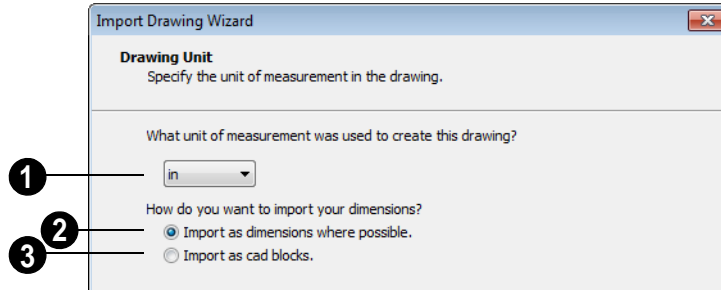 Import Drawing Wizard
Drawing Unit
Specify the unit of measurement in the drawing.
What unit of measurement was used to create this drawing?
1
in
How do you want to import your dimensions?
2
Import as dimensions where possible.
3
Import as cad blocks.